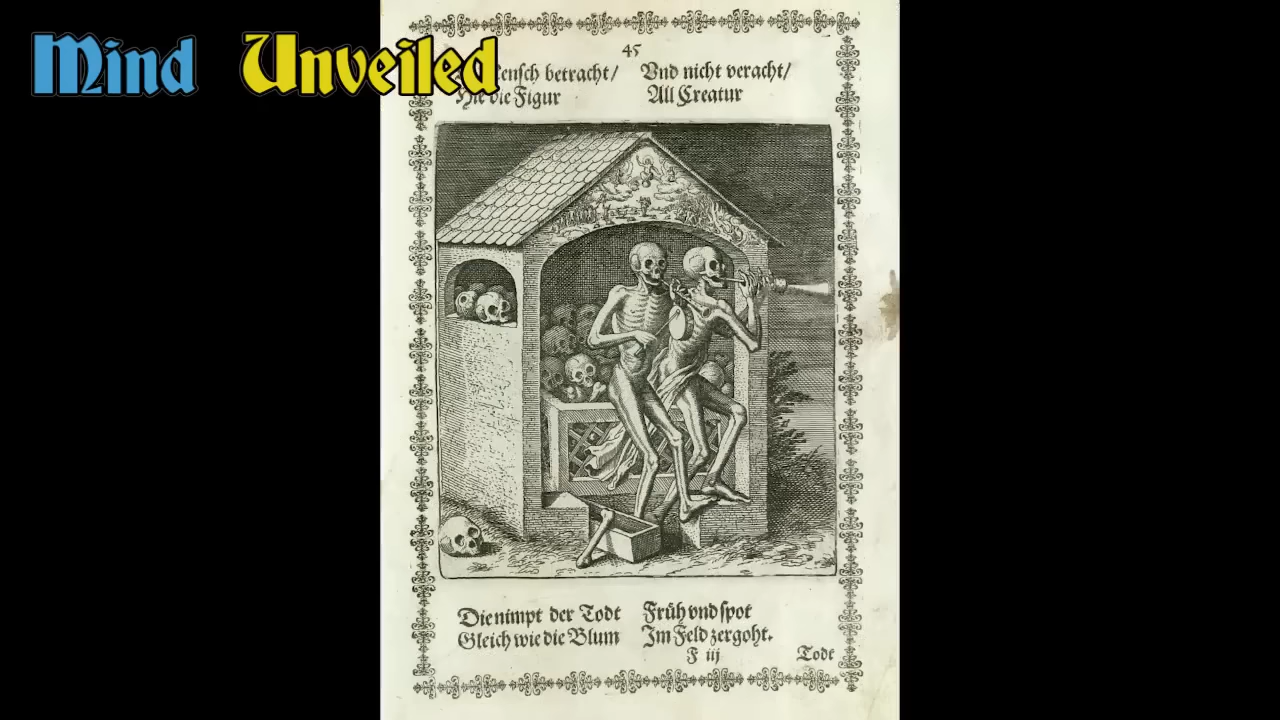 Mind Unveiled
45
Mensch betracht/ Vnd nicht veracht/
Hie die Figur All Creatur
Die nimpt der Todt Früh vnd spot
Gleich wie die Blum Im Feld zergoht.
F iij Todt